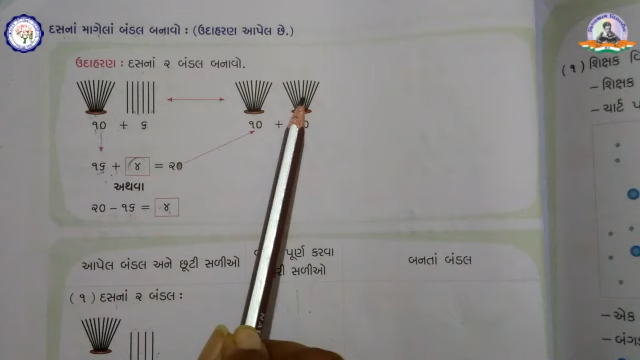 દસનાં માગેલાં બંડલ બનાવો : (ઉદાહરણ આપેલ છે.)
ઉદાહરણ : દસનાં ૨ બંડલ બનાવો.
૧૦ + ૬
૧૦ +
૧૬ + ૪ = ૨૦
અથવા
૨૦ – ૧૬ = ૪
આપેલ બંડલ અને છૂટી સળીઓ
પૂર્ણ કરવા
સળીઓ
બનતાં બંડલ
(૧) દસનાં ૨ બંડલ :
(૧) શિક્ષક
– શિક્ષક
– ચાર્ટ
– એક